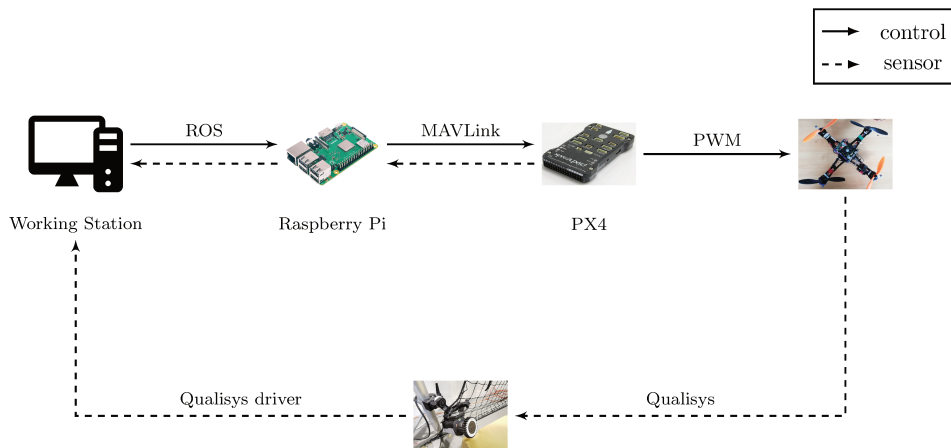 control
sensor
ROS
MAVLink
PWM
Working Station
Raspberry Pi
PX4
Qualisys driver
Qualisys